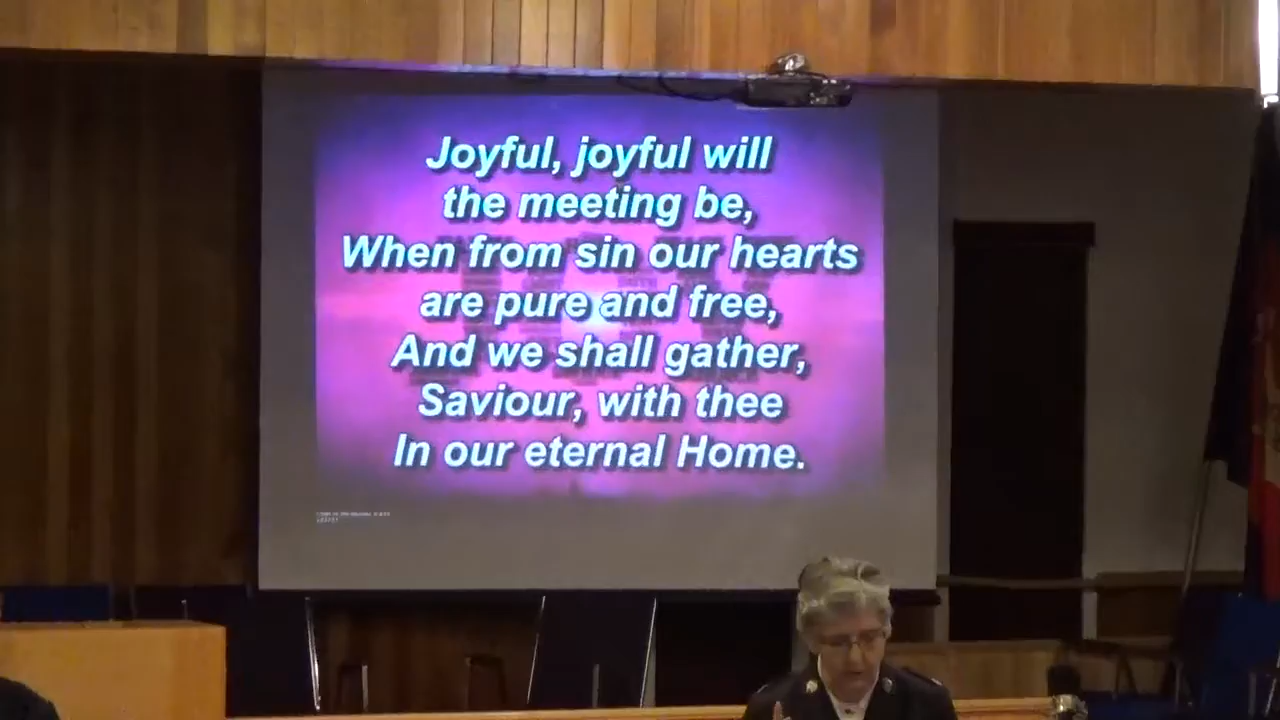 Joyful, joyful will
the meeting be,
When from sin our hearts
are pure and free,
And we shall gather,
Saviour, with thee
In our eternal Home.